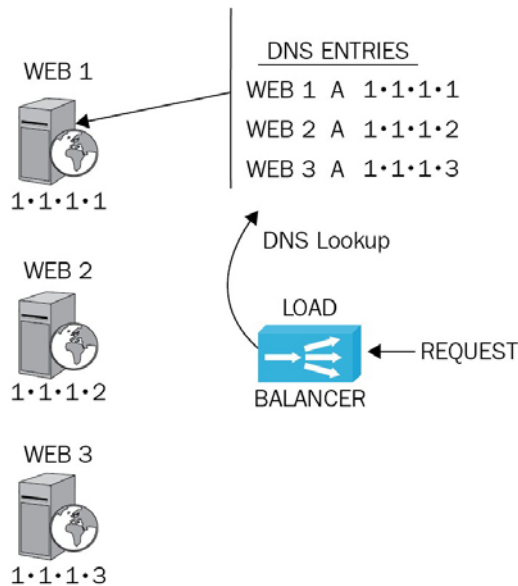 WEB 1
1·1·1·1
WEB 2
1·1·1·2
WEB 3
1·1·1·3
DNS ENTRIES
WEB 1 A 1·1·1·1
WEB 2 A 1·1·1·2
WEB 3 A 1·1·1·3
DNS Lookup
LOAD
BALANCER
REQUEST